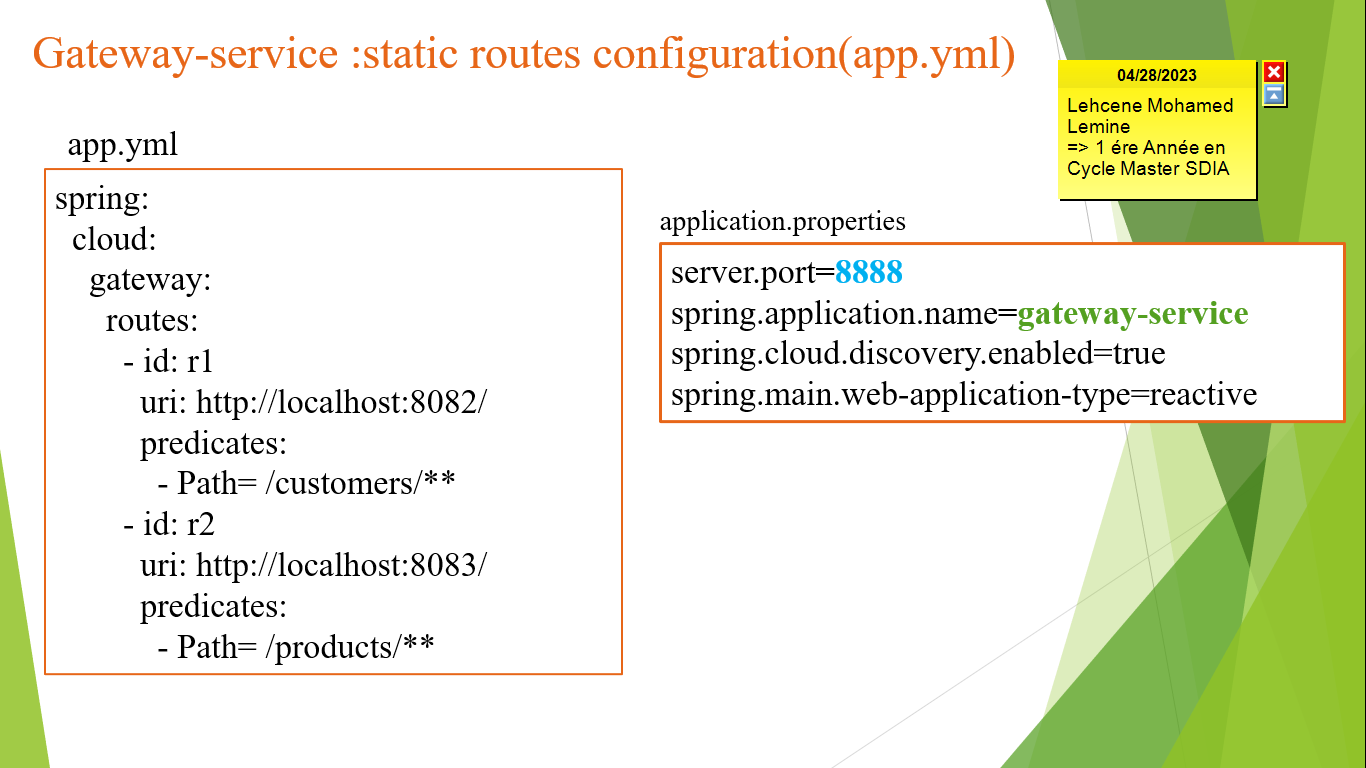 Gateway-service :static routes configuration(app.yml)
04/28/2023
Lehcene Mohamed
Lemine
=> 1 ére Année en
Cycle Master SDIA
app.yml
spring:
cloud:
gateway:
routes:
- id: r1
uri: http://localhost:8082/
predicates:
- Path= /customers/**
- id: r2
uri: http://localhost:8083/
predicates:
- Path= /products/**
application.properties
server.port=8888
spring.application.name=gateway-service
spring.cloud.discovery.enabled=true
spring.main.web-application-type=reactive